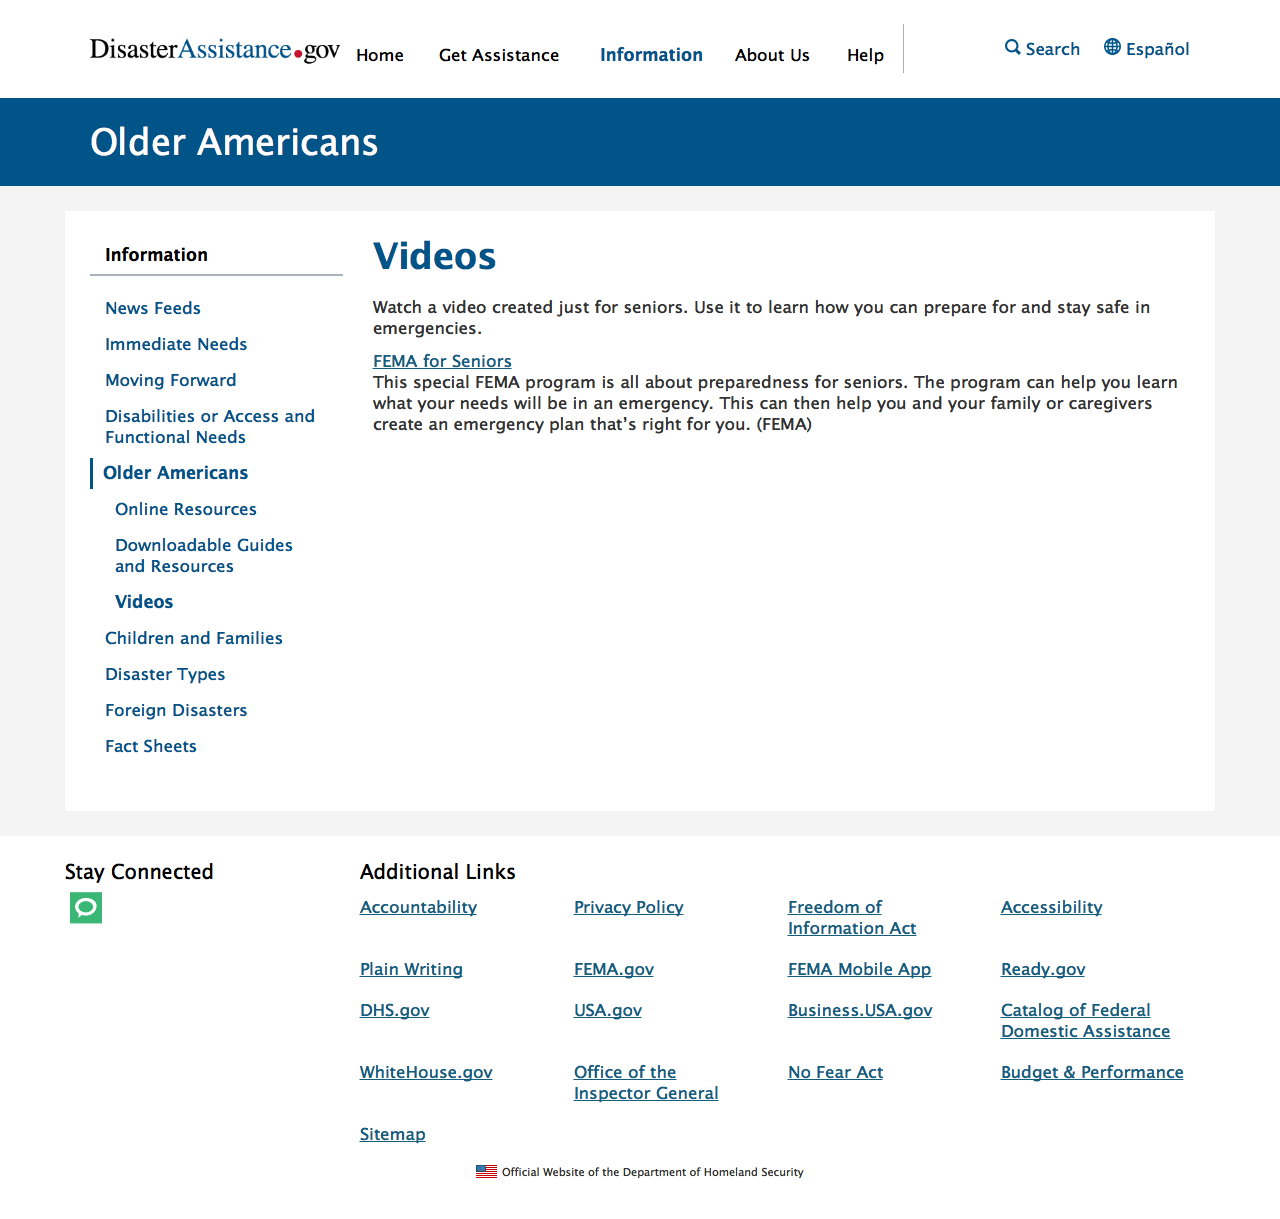 DisasterAssistance.gov
Home
Get Assistance
Information
About Us
Help
Search
Español
Older Americans
Information
News Feeds
Immediate Needs
Moving Forward
Disabilities or Access and
Functional Needs
Older Americans
Online Resources
Downloadable Guides
and Resources
Videos
Children and Families
Disaster Types
Foreign Disasters
Fact Sheets
Videos
Watch a video created just for seniors. Use it to learn how you can prepare for and stay safe in
emergencies.
FEMA for Seniors
This special FEMA program is all about preparedness for seniors. The program can help you learn
what your needs will be in an emergency. This can then help you and your family or caregivers
create an emergency plan that’s right for you. (FEMA)
Stay Connected
Additional Links
Accountability
Privacy Policy
Freedom of
Information Act
Accessibility
Plain Writing
FEMA.gov
FEMA Mobile App
Ready.gov
DHS.gov
USA.gov
Business.USA.gov
Catalog of Federal
Domestic Assistance
WhiteHouse.gov
Office of the
Inspector General
No Fear Act
Budget & Performance
Sitemap
Official Website of the Department of Homeland Security